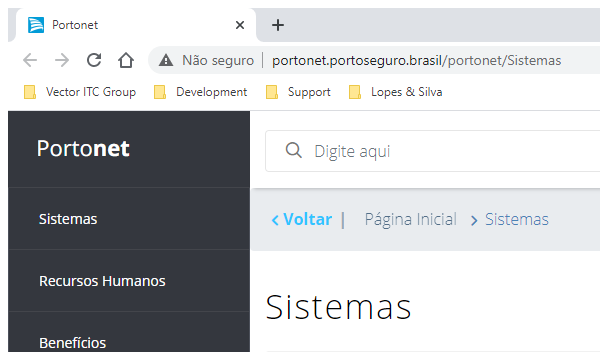 Portonet
Não seguro | portonet.portoseguro.brasil/portonet/Sistemas
Vector ITC Group Development Support Lopes & Silva
Portonet
Digite aqui
Voltar | Página Inicial > Sistemas
Sistemas
Recursos Humanos
Benefícios
Sistemas